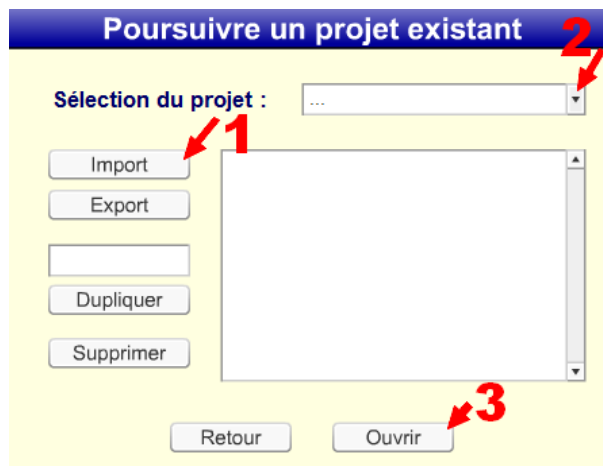 Poursuivre un projet existant
2
Sélection du projet : ...
1
Import
Export
Dupliquer
Supprimer
3
Retour Ouvrir